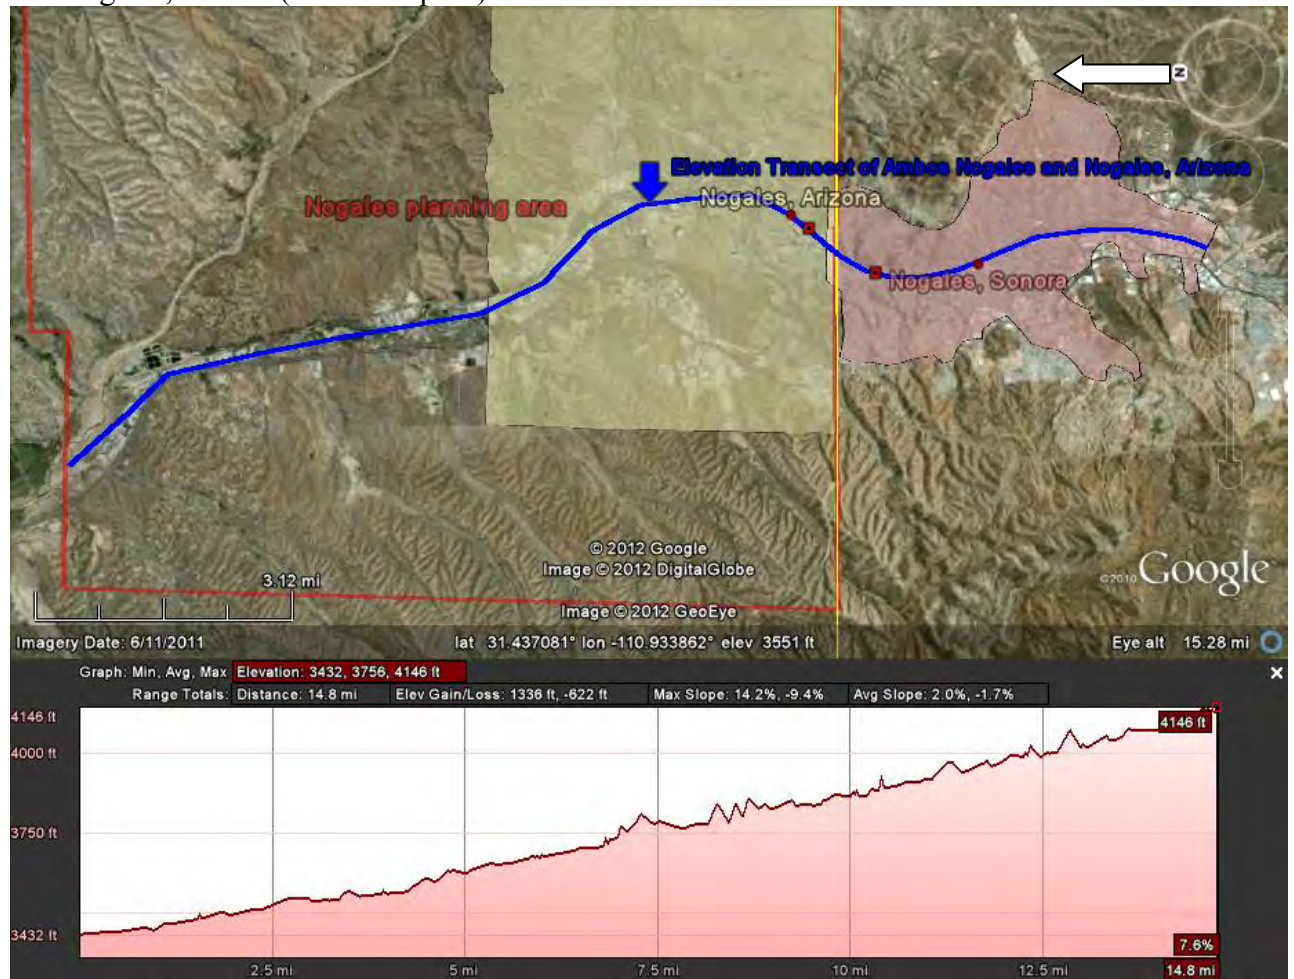 N
Elevation Transect of Ambos Nogales and Nogales, Arizona
Nogales planning area
Nogales, Arizona
Nogales, Sonora
© 2012 Google
Image © 2012 DigitalGlobe
Image © 2012 GeoEye
©2010 Google
3.12 mi
Imagery Date: 6/11/2011 lat 31.437081° lon -110.933862° elev 3551 ft Eye alt 15.28 mi
Graph: Min, Avg, Max Elevation: 3432, 3756, 4146 ft
Range Totals: Distance: 14.8 mi Elev Gain/Loss: 1336 ft, -622 ft Max Slope: 14.2%, -9.4% Avg Slope: 2.0%, -1.7%
4146 ft
4146 ft
4000 ft
3750 ft
3432 ft
7.6%
2.5 mi 5 mi 7.5 mi 10 mi 12.5 mi 14.8 mi